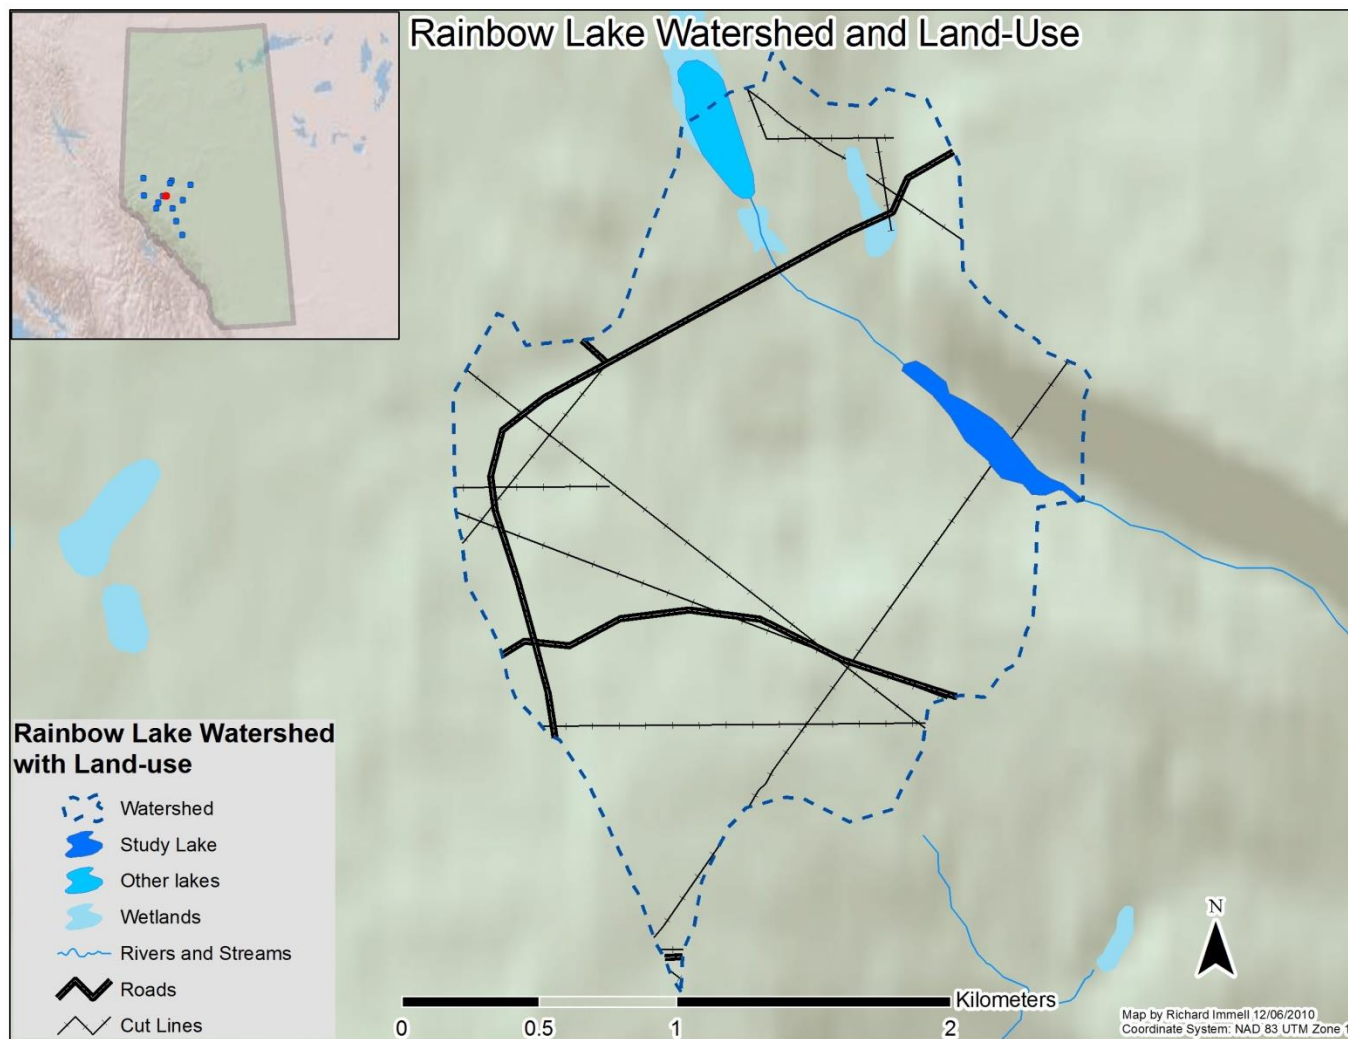 Rainbow Lake Watershed and Land-Use
Rainbow Lake Watershed
with Land-use
Watershed
Study Lake
Other lakes
Wetlands
Rivers and Streams
Roads
Cut Lines
0 0.5 1 2
Kilometers
N
Map by Richard Immell 12/06/2010
Coordinate System: NAD 83 UTM Zone 1